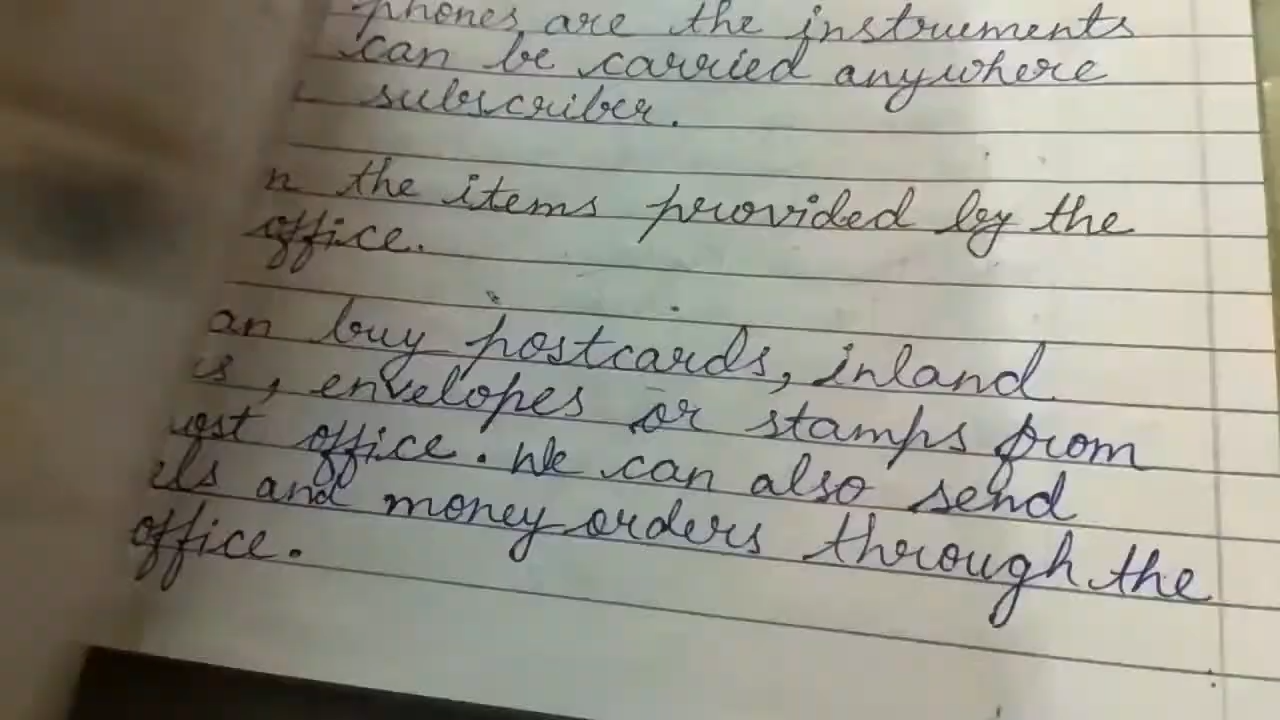 phones are the instruments
can be carried anywhere
subscriber.
n the items provided by the
office.
an buy postcards, inland
s, envelopes or stamps from
ost office. We can also send
els and money orders through the
office.